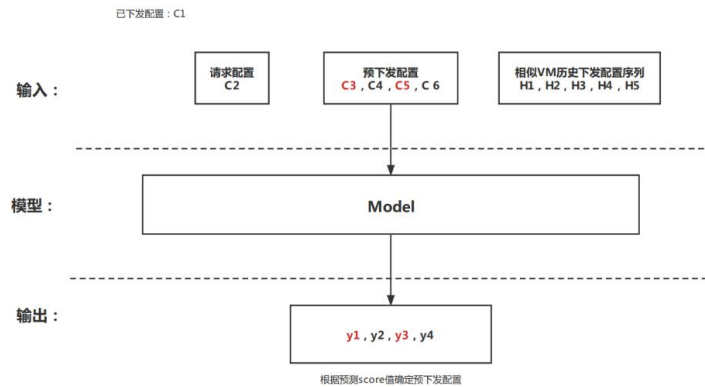 已下发配置：C1
请求配置
C2
预下发配置
C3，C4，C5，C 6
相似VM历史下发配置序列
H1，H2，H3，H4，H5
输入：
模型：
Model
输出：
y1，y2，y3，y4
根据预测score值确定预下发配置